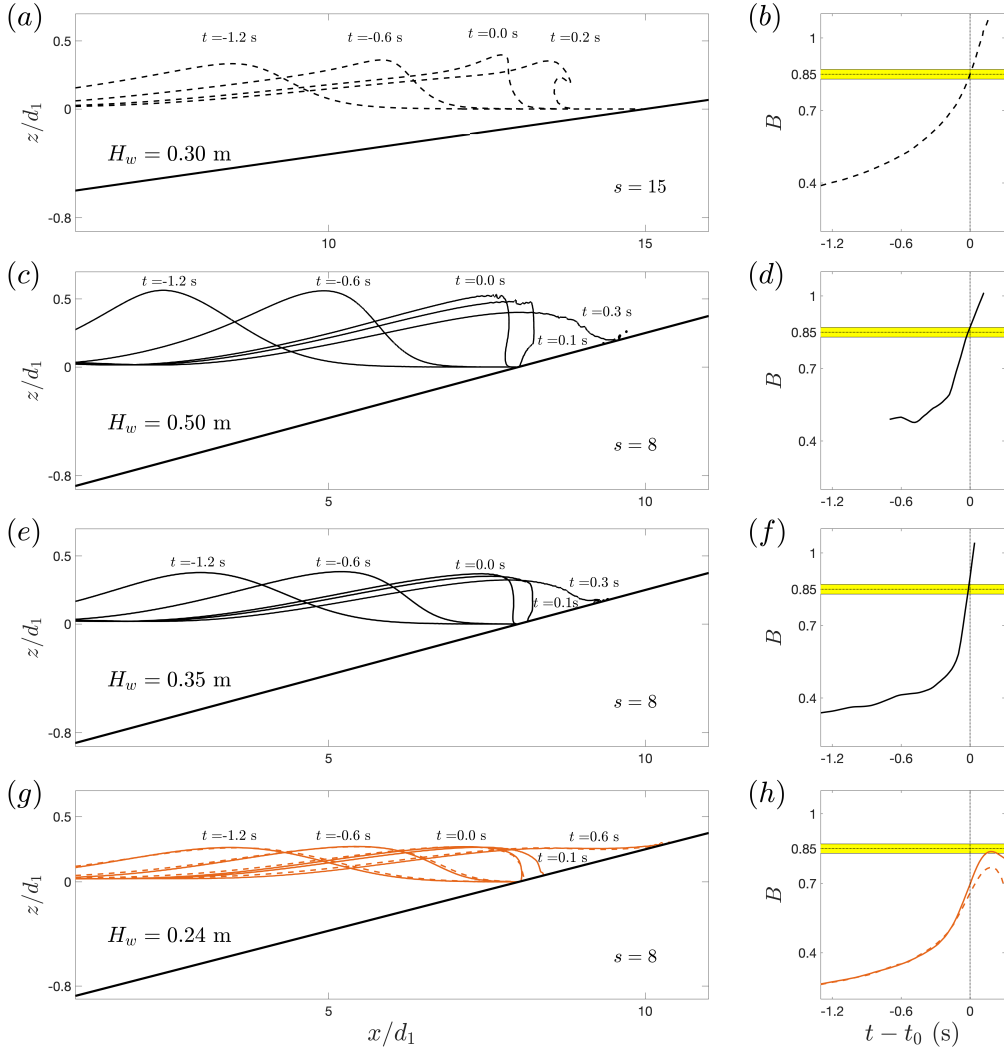 (a)
0.5
0
-0.8
z/d₁
t =-1.2 s
t =-0.6 s
t =0.0 s
t =0.2 s
H_w = 0.30 m
s = 15
10
15
(b)
1
0.85
0.7
0.4
B
-1.2
-0.6
0
(c)
0.5
0
-0.8
z/d₁
t =-1.2 s
t =-0.6 s
t =0.0 s
t =0.3 s
t =0.1 s
H_w = 0.50 m
s = 8
5
10
(d)
1
0.85
0.7
0.4
B
-1.2
-0.6
0
(e)
0.5
0
-0.8
z/d₁
t =-1.2 s
t =-0.6 s
t =0.0 s
t =0.3 s
t =0.1s
H_w = 0.35 m
s = 8
5
10
(f)
1
0.85
0.7
0.4
B
-1.2
-0.6
0
(g)
0.5
0
-0.8
z/d₁
t =-1.2 s
t =-0.6 s
t =0.0 s
t =0.6 s
t =0.1 s
H_w = 0.24 m
s = 8
5
10
x/d₁
(h)
1
0.85
0.7
0.4
B
-1.2
-0.6
0
t − t₀ (s)